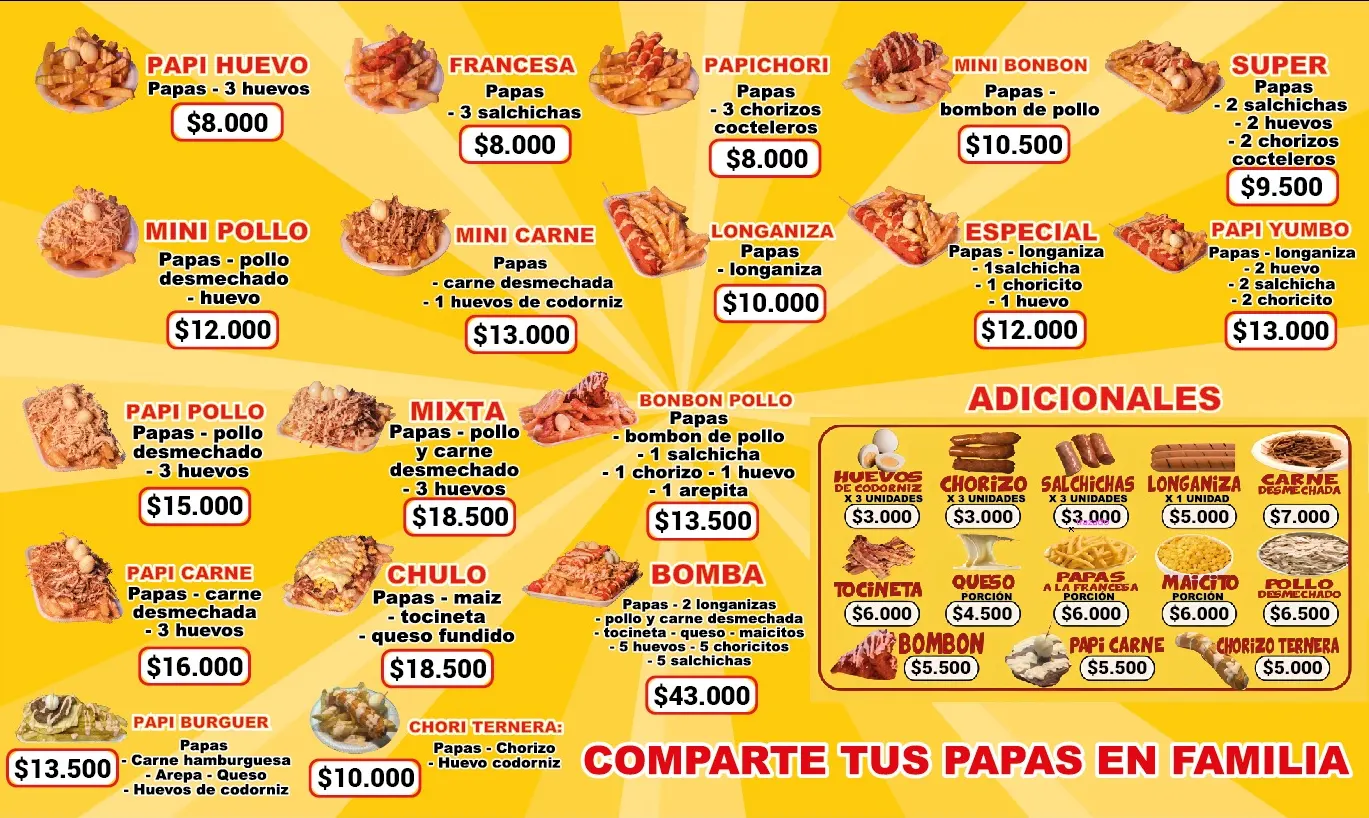 PAPI HUEVO
Papas - 3 huevos
$8.000
FRANCESA
Papas
- 3 salchichas
$8.000
PAPICHORI
Papas
- 3 chorizos
cocteleros
$8.000
MINI BONBON
Papas -
bombon de pollo
$10.500
SUPER
Papas
- 2 salchichas
- 2 huevos
- 2 chorizos
cocteleros
$9.500
MINI POLLO
Papas - pollo
desmechado
- huevo
$12.000
MINI CARNE
Papas
- carne desmechada
- 1 huevos de codorniz
$13.000
LONGANIZA
Papas
- longaniza
$10.000
ESPECIAL
Papas - longaniza
- 1salchicha
- 1 choricito
- 1 huevo
$12.000
PAPI YUMBO
Papas - longaniza
- 2 huevo
- 2 salchicha
- 2 choricito
$13.000
PAPI POLLO
Papas - pollo
desmechado
- 3 huevos
$15.000
MIXTA
Papas - pollo
y carne
desmechado
- 3 huevos
$18.500
BONBON POLLO
Papas
- bombon de pollo
- 1 salchicha
- 1 chorizo - 1 huevo
- 1 arepita
$13.500
PAPI CARNE
Papas - carne
desmechada
- 3 huevos
$16.000
CHULO
Papas - maiz
- tocineta
- queso fundido
$18.500
BOMBA
Papas - 2 longanizas
- pollo y carne desmechada
- tocineta - queso - maicitos
- 5 huevos - 5 choricitos
- 5 salchichas
$43.000
PAPI BURGUER
Papas
- Carne hamburguesa
- Arepa - Queso
- Huevos de codorniz
$13.500
CHORI TERNERA:
Papas - Chorizo
- Huevo codorniz
$10.000
ADICIONALES
HUEVOS
DE CODORNIZ
X 3 UNIDADES
$3.000
CHORIZO
X 3 UNIDADES
$3.000
SALCHICHAS
X 3 UNIDADES
$3.000
LONGANIZA
X 1 UNIDAD
$5.000
CARNE
DESMECHADA
$7.000
TOCINETA
$6.000
QUESO
PORCIÓN
$4.500
PAPAS
A LA FRANCESA
PORCIÓN
$6.000
MAICITO
PORCIÓN
$6.000
POLLO
DESMECHADO
$6.500
BOMBON
$5.500
PAPI CARNE
$5.500
CHORIZO TERNERA
$5.000
COMPARTE TUS PAPAS EN FAMILIA